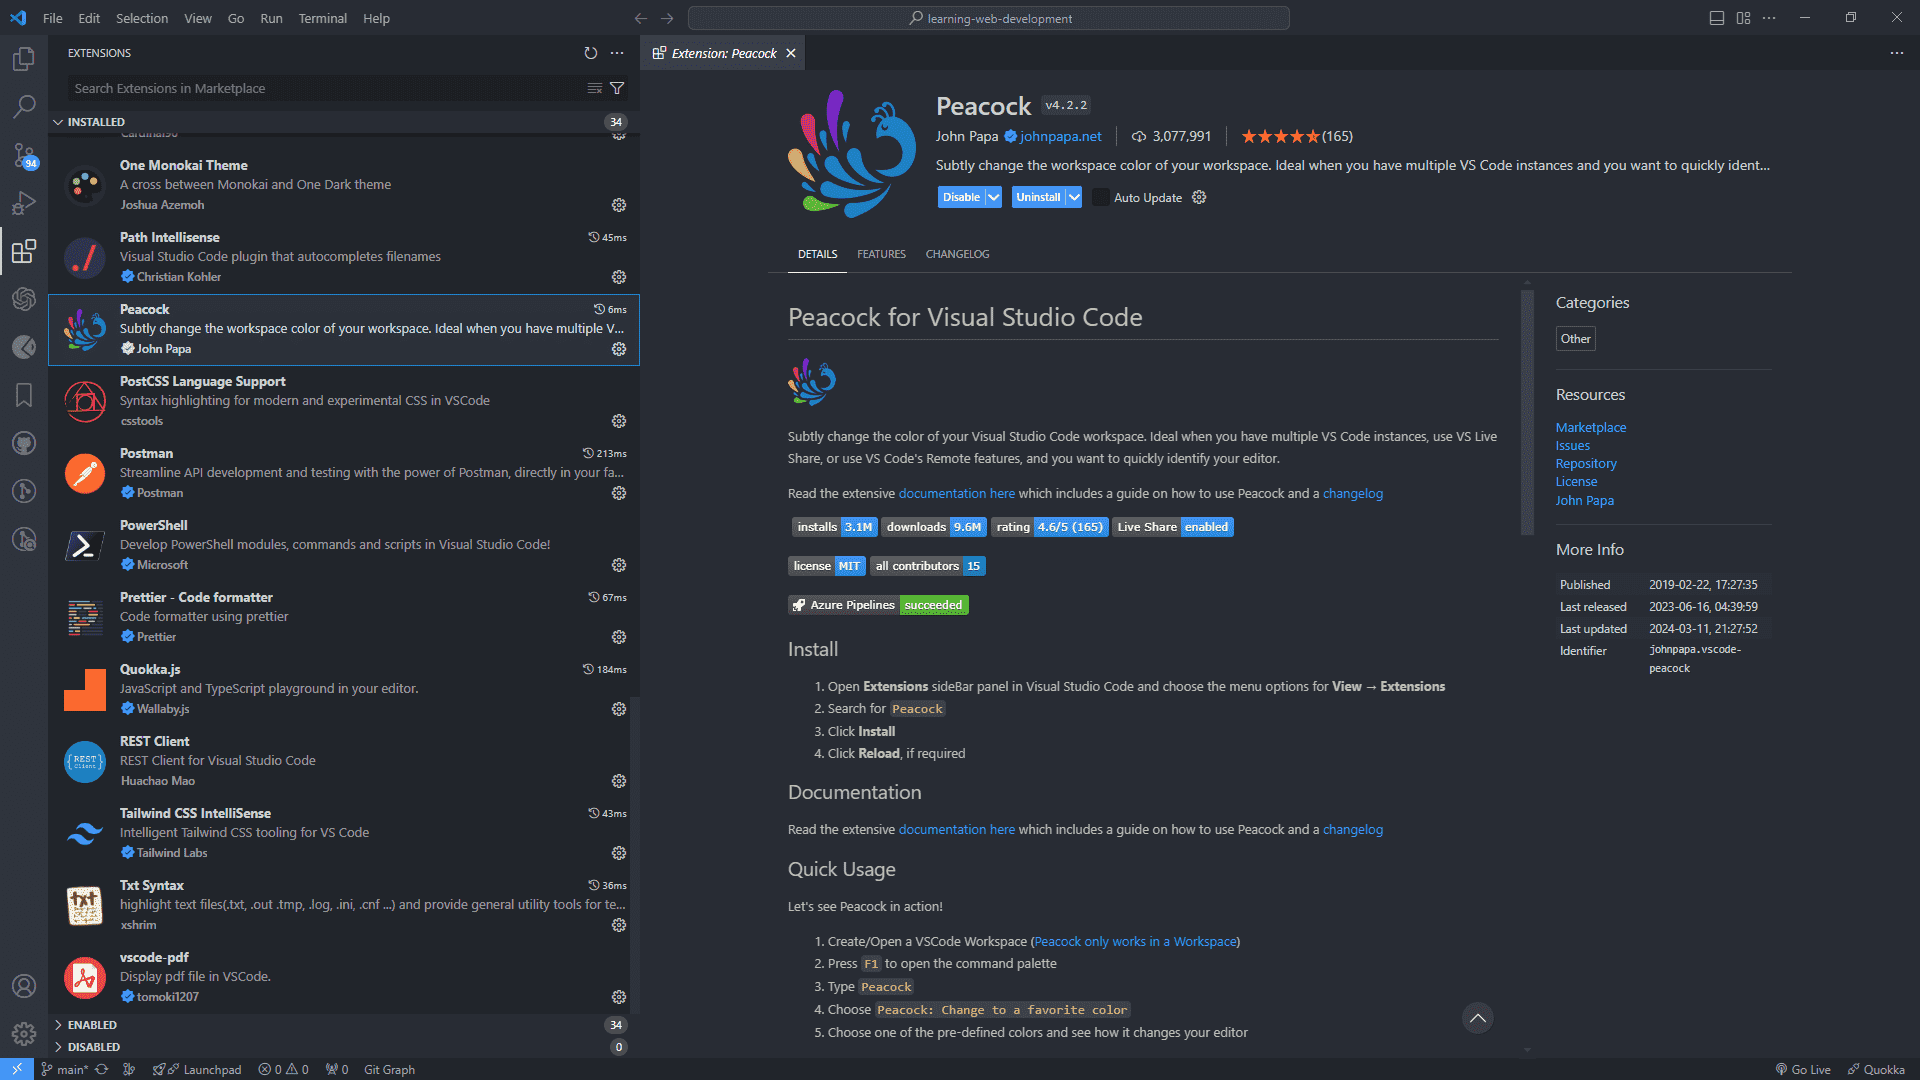 File Edit Selection View Go Run Terminal Help
learning-web-development
EXTENSIONS
Search Extensions in Marketplace
INSTALLED 34
Cardinal90
One Monokai Theme
A cross between Monokai and One Dark theme
Joshua Azemoh
Path Intellisense 45ms
Visual Studio Code plugin that autocompletes filenames
Christian Kohler
Peacock 6ms
Subtly change the workspace color of your workspace. Ideal when you have multiple V...
John Papa
PostCSS Language Support
Syntax highlighting for modern and experimental CSS in VSCode
csstools
Postman 213ms
Streamline API development and testing with the power of Postman, directly in your fa...
Postman
PowerShell
Develop PowerShell modules, commands and scripts in Visual Studio Code!
Microsoft
Prettier - Code formatter 67ms
Code formatter using prettier
Prettier
Quokka.js 184ms
JavaScript and TypeScript playground in your editor.
Wallaby.js
{REST}
Client
REST Client
REST Client for Visual Studio Code
Huachao Mao
Tailwind CSS IntelliSense 43ms
Intelligent Tailwind CSS tooling for VS Code
Tailwind Labs
txt
Txt Syntax 36ms
highlight text files(.txt, .out .tmp, .log, .ini, .cnf ...) and provide general utility tools for te...
xshrim
vscode-pdf
Display pdf file in VSCode.
tomoki1207
ENABLED 34
DISABLED 0
94
Extension: Peacock
Peacock v4.2.2
John Papa johnpapa.net 3,077,991 (165)
Subtly change the workspace color of your workspace. Ideal when you have multiple VS Code instances and you want to quickly ident...
Disable Uninstall Auto Update
DETAILS FEATURES CHANGELOG
Peacock for Visual Studio Code
Subtly change the color of your Visual Studio Code workspace. Ideal when you have multiple VS Code instances, use VS Live
Share, or use VS Code's Remote features, and you want to quickly identify your editor.
Read the extensive documentation here which includes a guide on how to use Peacock and a changelog
installs 3.1M downloads 9.6M rating 4.6/5 (165) Live Share enabled
license MIT all contributors 15
Azure Pipelines succeeded
Install
1. Open Extensions sideBar panel in Visual Studio Code and choose the menu options for View → Extensions
2. Search for Peacock
3. Click Install
4. Click Reload, if required
Documentation
Read the extensive documentation here which includes a guide on how to use Peacock and a changelog
Quick Usage
Let's see Peacock in action!
1. Create/Open a VSCode Workspace (Peacock only works in a Workspace)
2. Press F1 to open the command palette
3. Type Peacock
4. Choose Peacock: Change to a favorite color
5. Choose one of the pre-defined colors and see how it changes your editor
Categories
Other
Resources
Marketplace
Issues
Repository
License
John Papa
More Info
Published 2019-02-22, 17:27:35
Last released 2023-06-16, 04:39:59
Last updated 2024-03-11, 21:27:52
Identifier johnpapa.vscode-
peacock
main* Launchpad 0 0 0 Git Graph Go Live Quokka